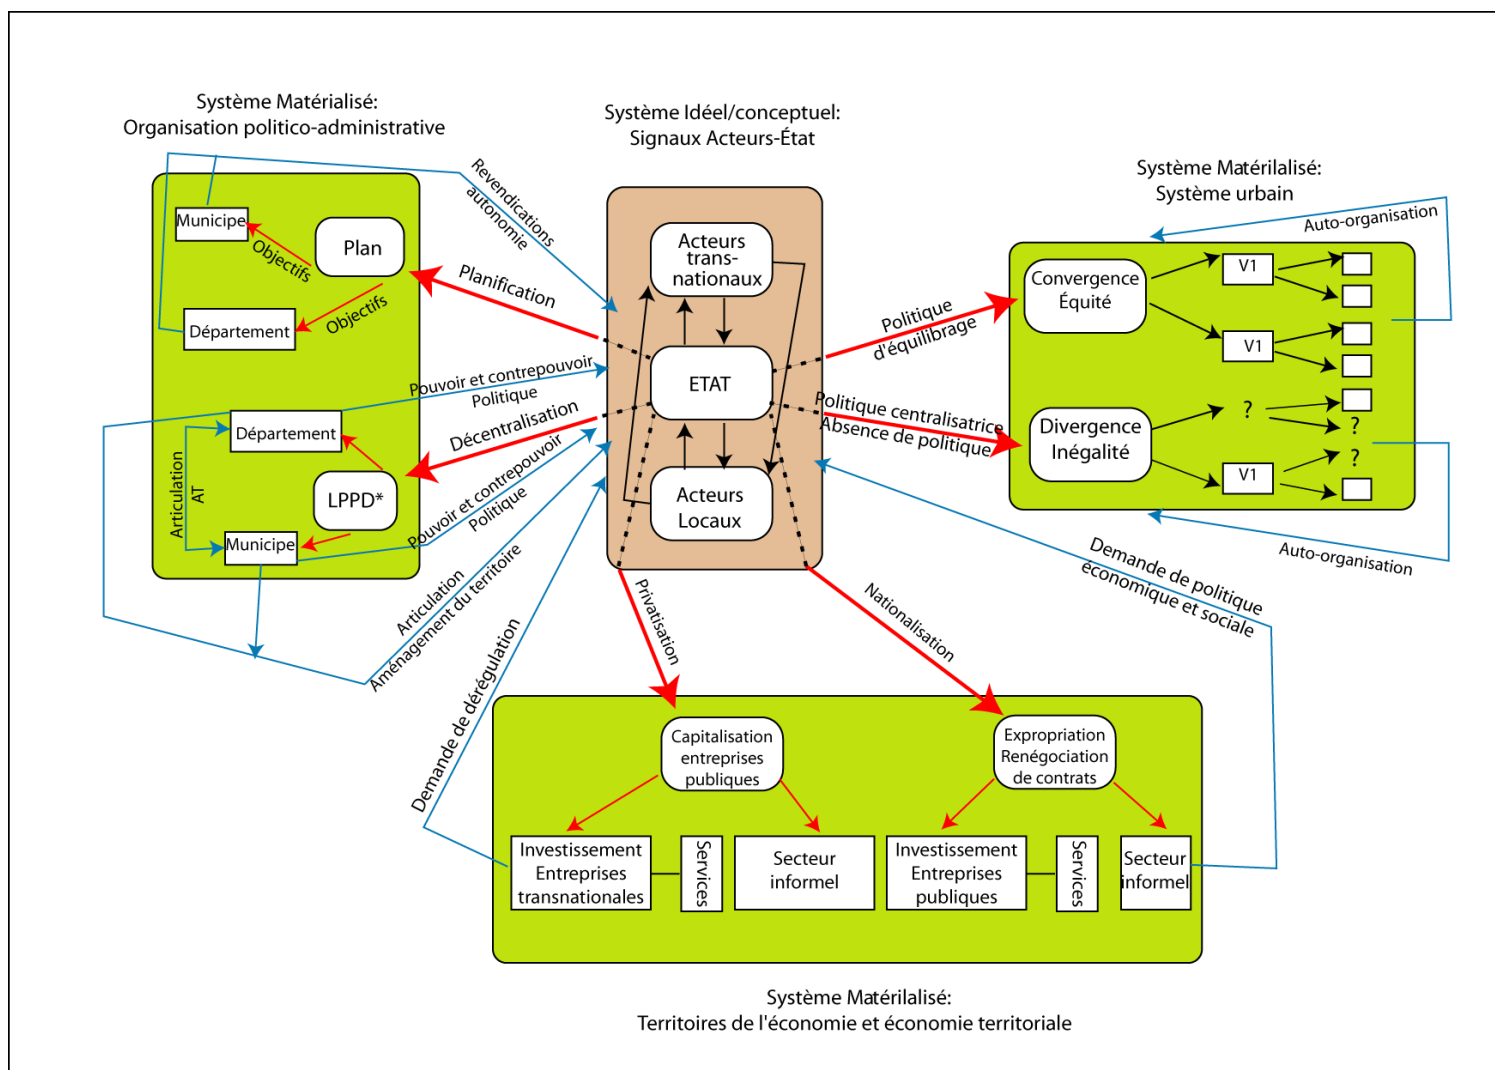 Système Matérialisé:
Organisation politico-administrative
Municipe
Plan
Objectifs
Département
Objectifs
Département
Articulation
AT
LPPD*
Municipe
Revendications
autonomie
Planification
Pouvoir et contrepouvoir
Politique
Décentralisation
Pouvoir et contrepouvoir
Politique
Articulation
Aménagement du territoire
Demande de dérégulation
Système Idéel/conceptuel:
Signaux Acteurs-État
Acteurs
trans-
nationaux
ETAT
Acteurs
Locaux
Privatisation
Nationalisation
Politique
d'équilibrage
Politique centralisatrice
Absence de politique
Demande de politique
économique et sociale
Système Matérilalisé:
Système urbain
Auto-organisation
Convergence
Équité
V1
V1
Divergence
Inégalité
?
?
?
V1
Auto-organisation
Capitalisation
entreprises
publiques
Expropriation
Renégociation
de contrats
Investissement
Entreprises
transnationales
Services
Secteur
informel
Investissement
Entreprises
publiques
Services
Secteur
informel
Système Matérilalisé:
Territoires de l'économie et économie territoriale